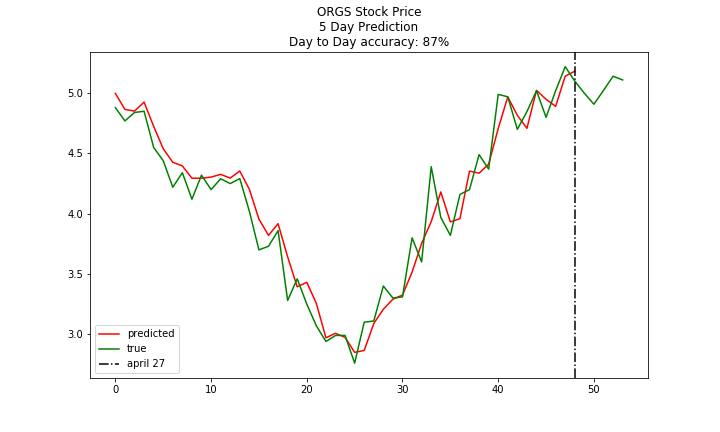 ORGS Stock Price
5 Day Prediction
Day to Day accuracy: 87%
5.0
4.5
4.0
3.5
3.0
predicted
true
april 27
0 10 20 30 40 50